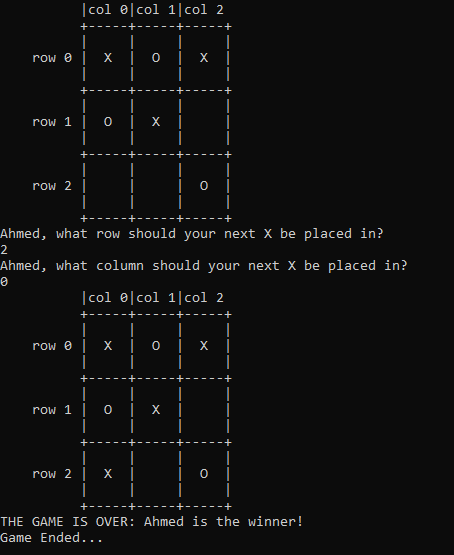 |col 0|col 1|col 2
          +-----+-----+-----+
          |     |     |     |
    row 0 |  X  |  O  |  X  |
          |     |     |     |
          +-----+-----+-----+
          |     |     |     |
    row 1 |  O  |  X  |     |
          |     |     |     |
          +-----+-----+-----+
          |     |     |     |
    row 2 |     |     |  O  |
          |     |     |     |
          +-----+-----+-----+
Ahmed, what row should your next X be placed in?
2
Ahmed, what column should your next X be placed in?
0
          |col 0|col 1|col 2
          +-----+-----+-----+
          |     |     |     |
    row 0 |  X  |  O  |  X  |
          |     |     |     |
          +-----+-----+-----+
          |     |     |     |
    row 1 |  O  |  X  |     |
          |     |     |     |
          +-----+-----+-----+
          |     |     |     |
    row 2 |  X  |     |  O  |
          |     |     |     |
          +-----+-----+-----+
THE GAME IS OVER: Ahmed is the winner!
Game Ended...